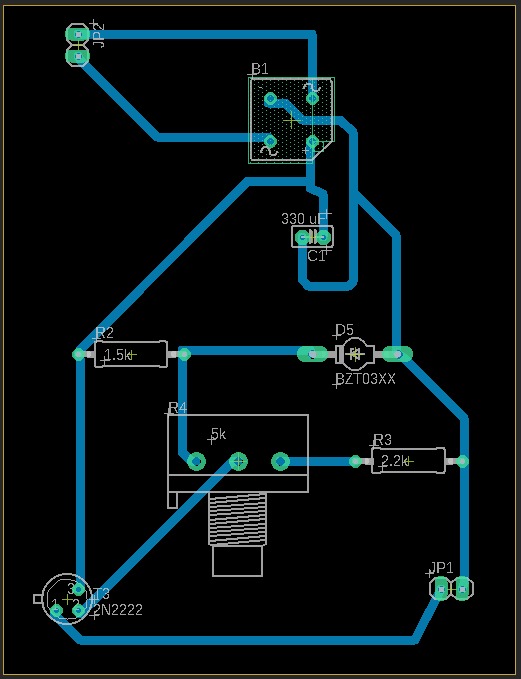 JP2
B1
330 uF
C1
R2
1.5k
D5
BZT03XX
R4
5k
R3
2.2k
JP1
3
T3
1 2
2N2222